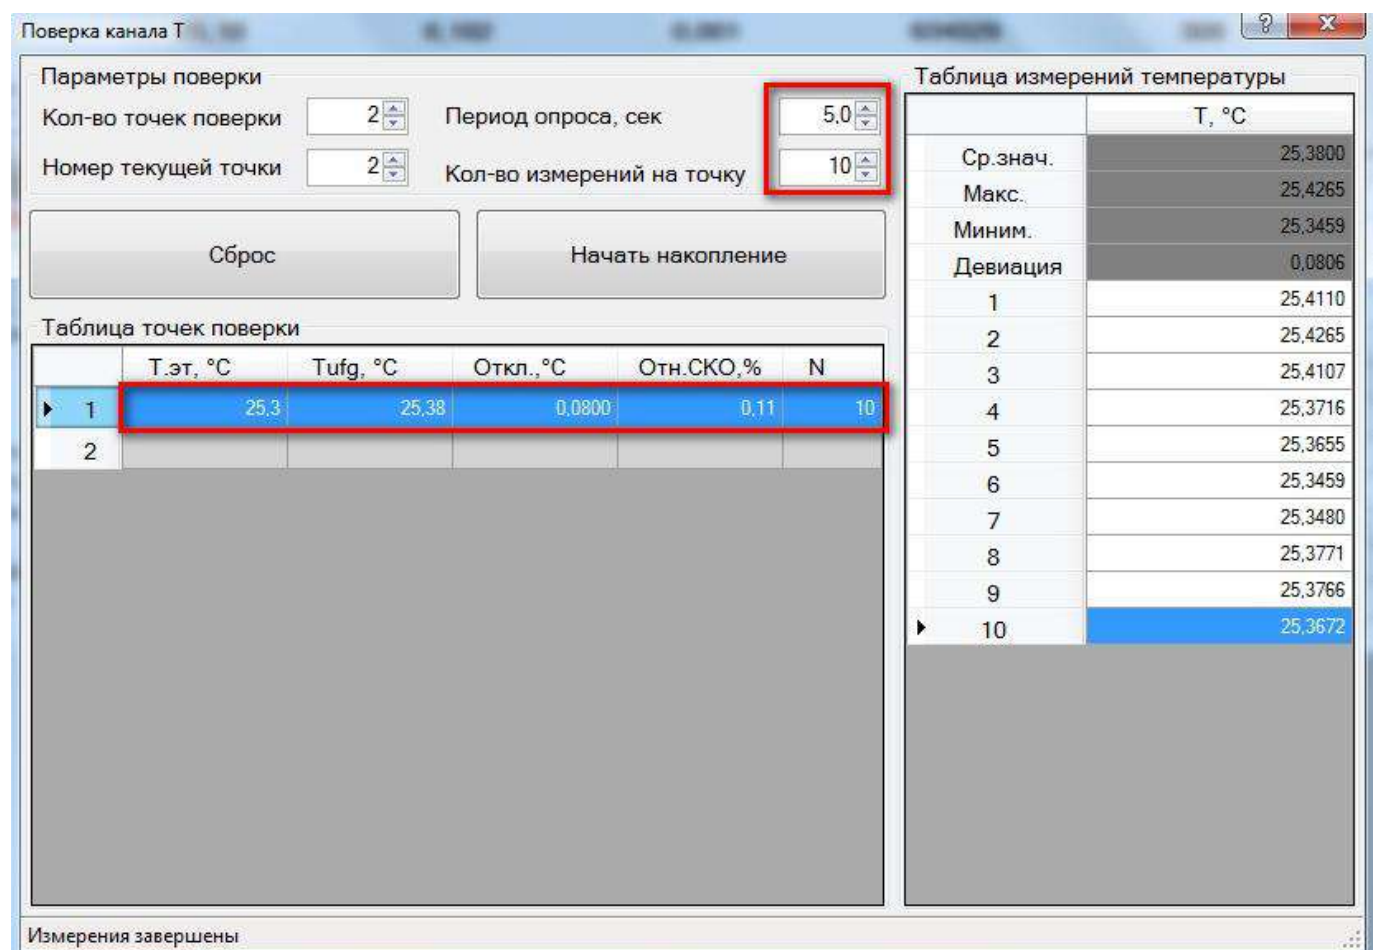 Поверка канала Т
Параметры поверки
Кол-во точек поверки 2
Период опроса, сек 5,0
Номер текущей точки 2
Кол-во измерений на точку 10
Сброс
Начать накопление
Таблица точек поверки
Т.эт, °C Tufg, °C Откл.,°C Отн.СКО,% N
1 25,3 25,38 0,0800 0,11 10
2
Таблица измерений температуры
T, °C
Ср.знач. 25,3800
Макс. 25,4265
Миним. 25,3459
Девиация 0,0806
1 25,4110
2 25,4265
3 25,4107
4 25,3716
5 25,3655
6 25,3459
7 25,3480
8 25,3771
9 25,3766
10 25,3672
Измерения завершены